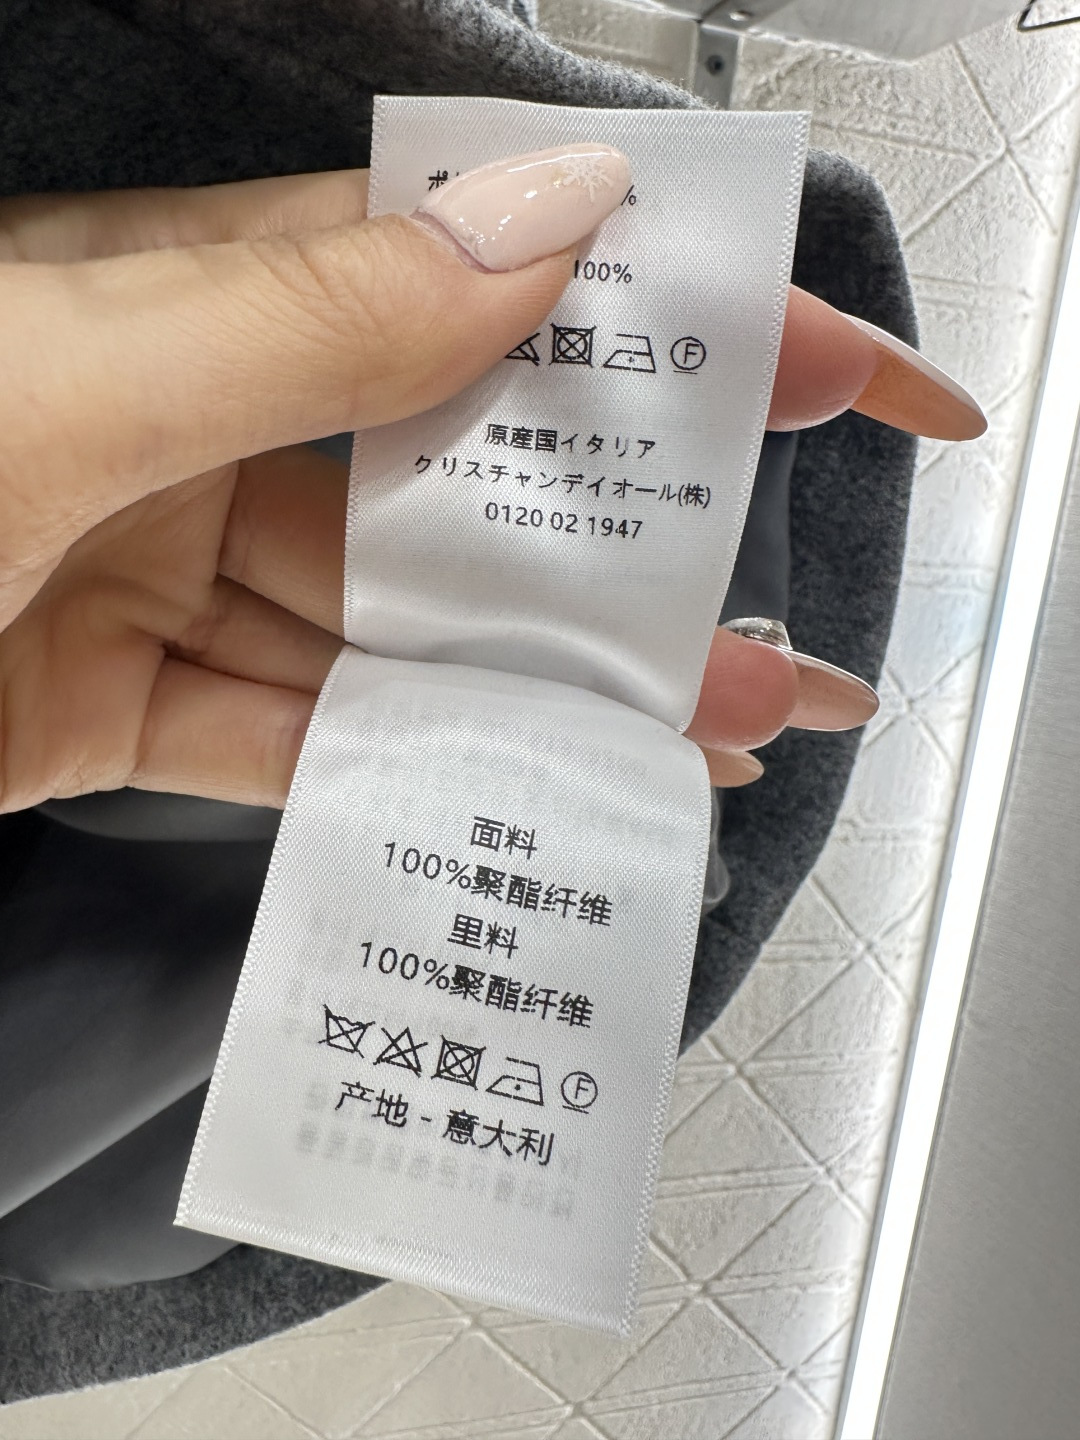 100%
F
原産国イタリア
クリスチャンディオール(株)
0120 02 1947
面料
100%聚酯纤维
里料
100%聚酯纤维
F
产地 - 意大利